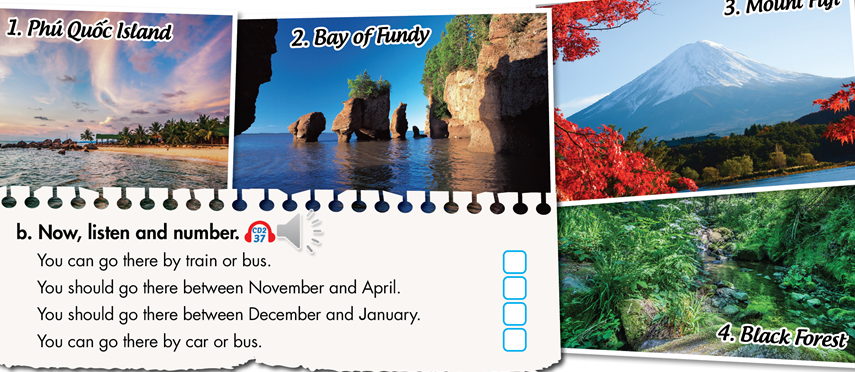 1. Phú Quốc Island
2. Bay of Fundy
3. Mount Fuji
b. Now, listen and number.
CD2
37
You can go there by train or bus.
You should go there between November and April.
You should go there between December and January.
You can go there by car or bus.
4. Black Forest